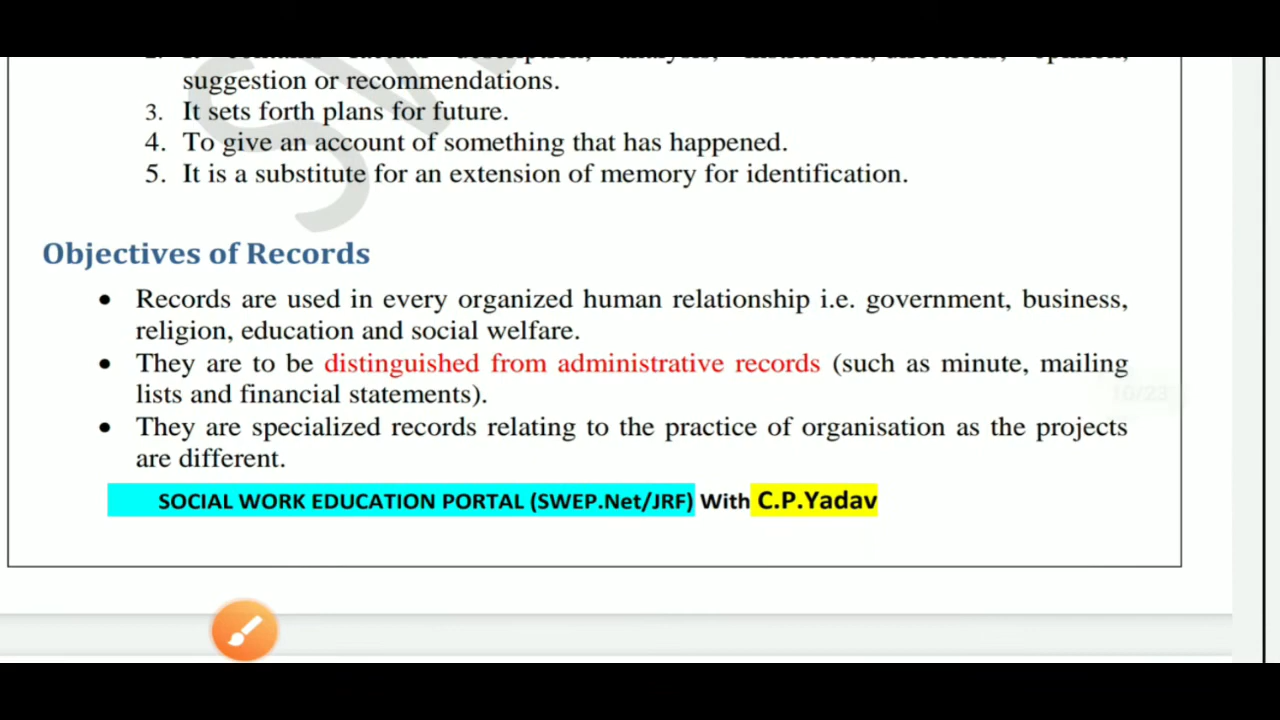 suggestion or recommendations.
3. It sets forth plans for future.
4. To give an account of something that has happened.
5. It is a substitute for an extension of memory for identification.
Objectives of Records
• Records are used in every organized human relationship i.e. government, business,
religion, education and social welfare.
• They are to be distinguished from administrative records (such as minute, mailing
lists and financial statements).
10/23
• They are specialized records relating to the practice of organisation as the projects
are different.
SOCIAL WORK EDUCATION PORTAL (SWEP.Net/JRF) With C.P.Yadav